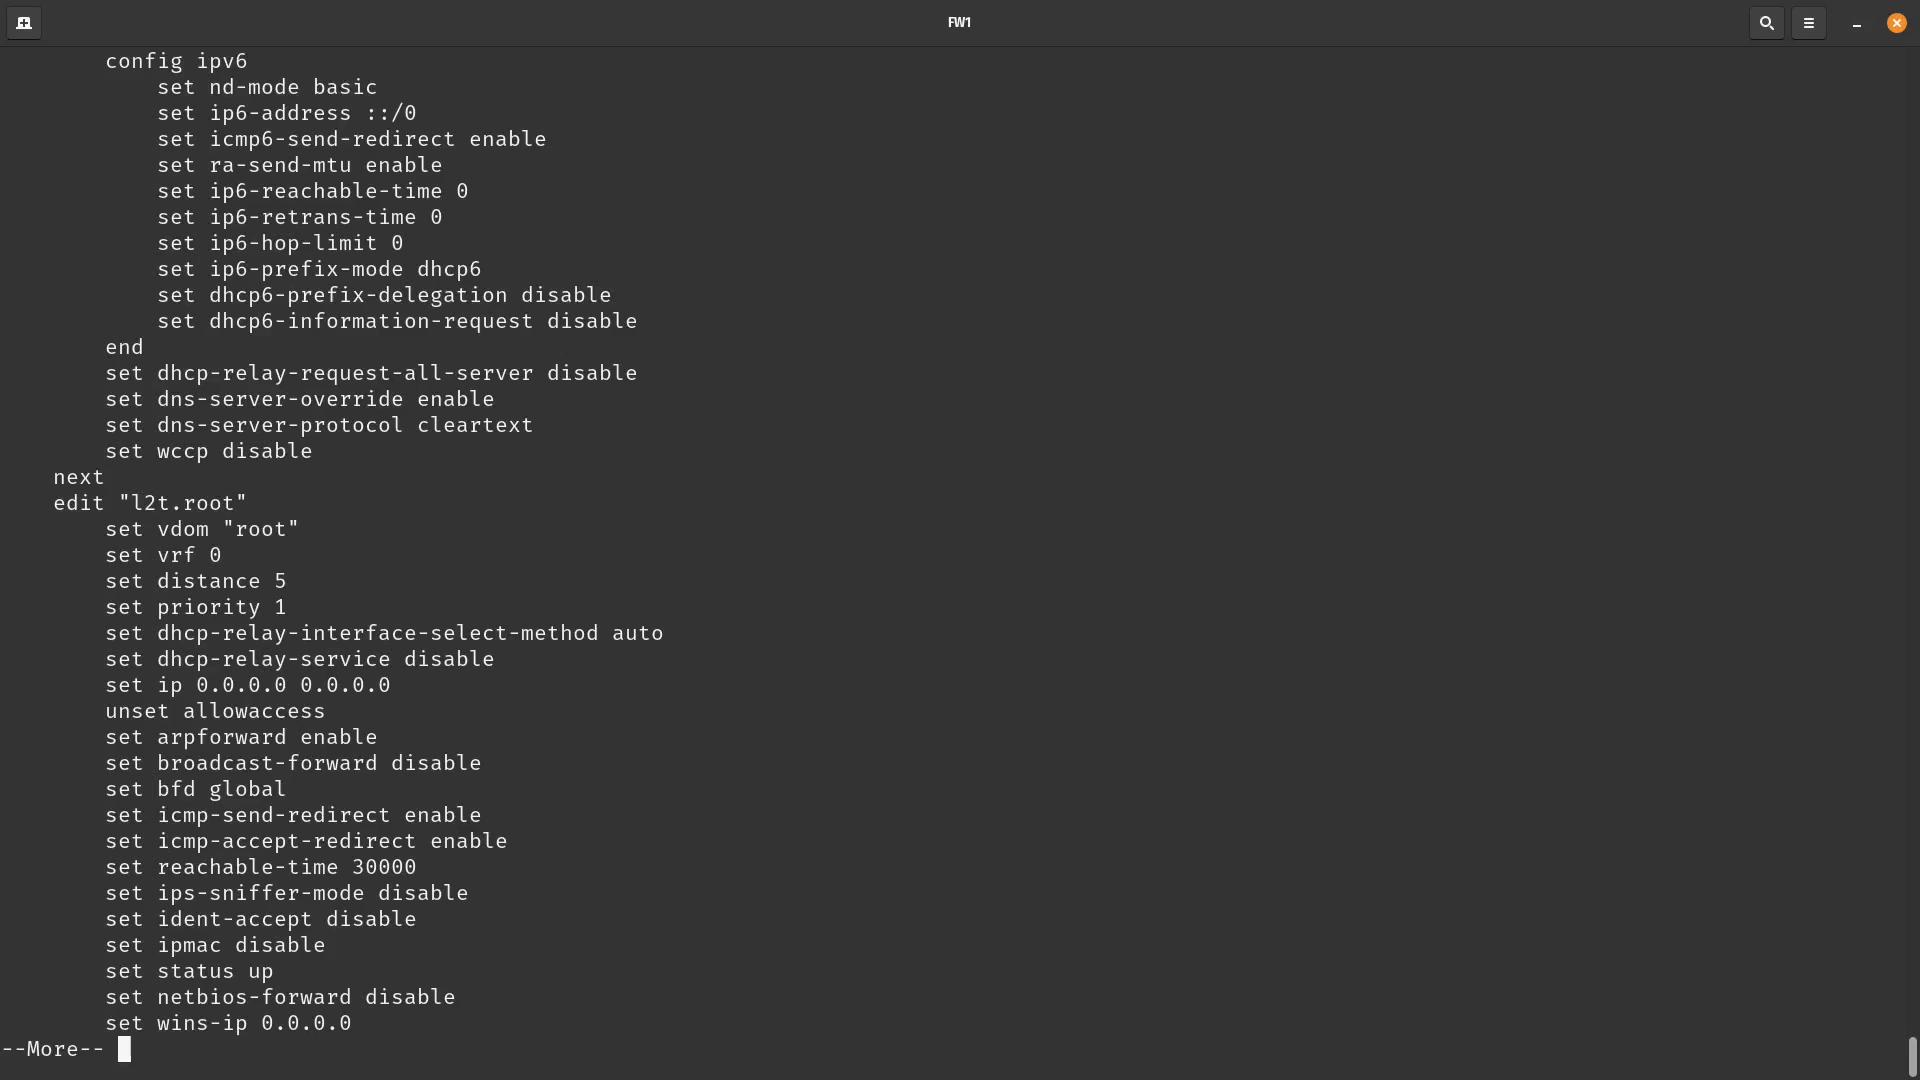 FW1
config ipv6
set nd-mode basic
set ip6-address ::/0
set icmp6-send-redirect enable
set ra-send-mtu enable
set ip6-reachable-time 0
set ip6-retrans-time 0
set ip6-hop-limit 0
set ip6-prefix-mode dhcp6
set dhcp6-prefix-delegation disable
set dhcp6-information-request disable
end
set dhcp-relay-request-all-server disable
set dns-server-override enable
set dns-server-protocol cleartext
set wccp disable
next
edit "l2t.root"
set vdom "root"
set vrf 0
set distance 5
set priority 1
set dhcp-relay-interface-select-method auto
set dhcp-relay-service disable
set ip 0.0.0.0 0.0.0.0
unset allowaccess
set arpforward enable
set broadcast-forward disable
set bfd global
set icmp-send-redirect enable
set icmp-accept-redirect enable
set reachable-time 30000
set ips-sniffer-mode disable
set ident-accept disable
set ipmac disable
set status up
set netbios-forward disable
set wins-ip 0.0.0.0
--More--